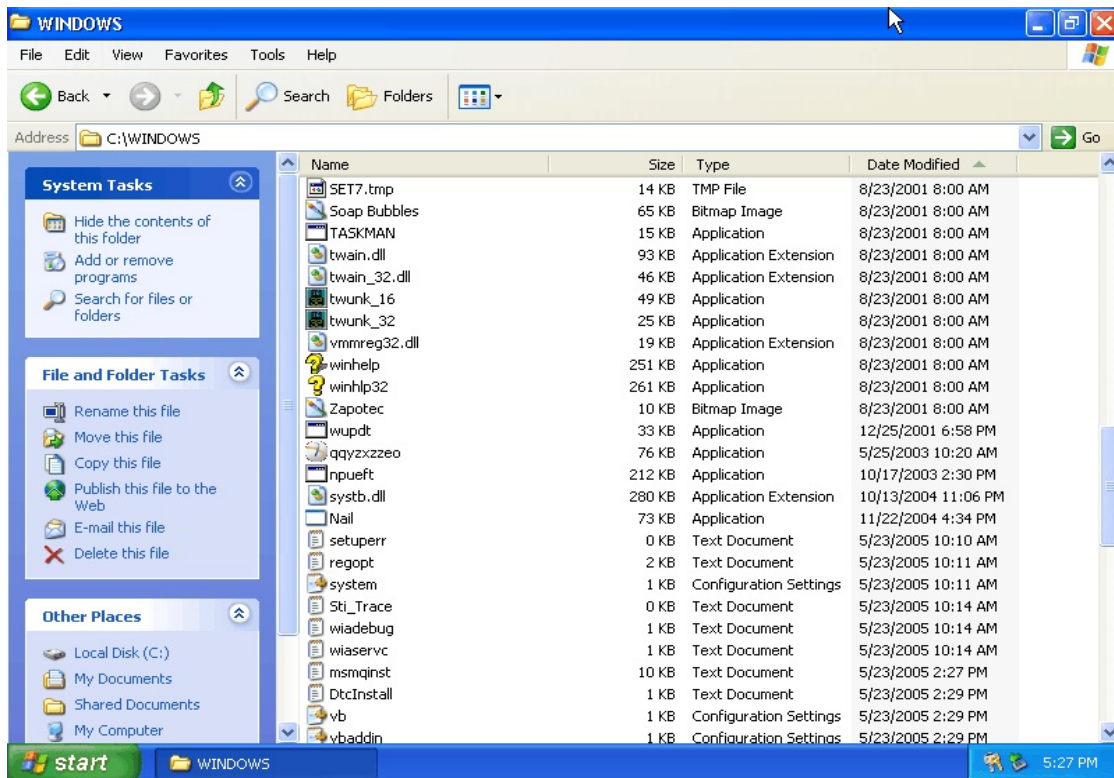 WINDOWS
File Edit View Favorites Tools Help
Back Search Folders
Address C:\WINDOWS Go
System Tasks
Hide the contents of
this folder
Add or remove
programs
Search for files or
folders
File and Folder Tasks
Rename this file
Move this file
Copy this file
Publish this file to the
Web
E-mail this file
Delete this file
Other Places
Local Disk (C:)
My Documents
Shared Documents
My Computer
Name Size Type Date Modified
SET7.tmp 14 KB TMP File 8/23/2001 8:00 AM
Soap Bubbles 65 KB Bitmap Image 8/23/2001 8:00 AM
TASKMAN 15 KB Application 8/23/2001 8:00 AM
twain.dll 93 KB Application Extension 8/23/2001 8:00 AM
twain_32.dll 46 KB Application Extension 8/23/2001 8:00 AM
twunk_16 49 KB Application 8/23/2001 8:00 AM
twunk_32 25 KB Application 8/23/2001 8:00 AM
vmmreg32.dll 19 KB Application Extension 8/23/2001 8:00 AM
winhelp 251 KB Application 8/23/2001 8:00 AM
winhlp32 261 KB Application 8/23/2001 8:00 AM
Zapotec 10 KB Bitmap Image 8/23/2001 8:00 AM
wupdt 33 KB Application 12/25/2001 6:58 PM
qqyzxzzeo 76 KB Application 5/25/2003 10:20 AM
npueft 212 KB Application 10/17/2003 2:30 PM
systb.dll 280 KB Application Extension 10/13/2004 11:06 PM
Nail 73 KB Application 11/22/2004 4:34 PM
setuperr 0 KB Text Document 5/23/2005 10:10 AM
regopt 2 KB Text Document 5/23/2005 10:11 AM
system 1 KB Configuration Settings 5/23/2005 10:11 AM
Sti_Trace 0 KB Text Document 5/23/2005 10:14 AM
wiadebug 1 KB Text Document 5/23/2005 10:14 AM
wiaservc 1 KB Text Document 5/23/2005 10:14 AM
msmqinst 10 KB Text Document 5/23/2005 2:27 PM
DtcInstall 1 KB Text Document 5/23/2005 2:29 PM
vb 1 KB Configuration Settings 5/23/2005 2:29 PM
vbaddin 1 KB Configuration Settings 5/23/2005 2:29 PM
start WINDOWS 5:27 PM